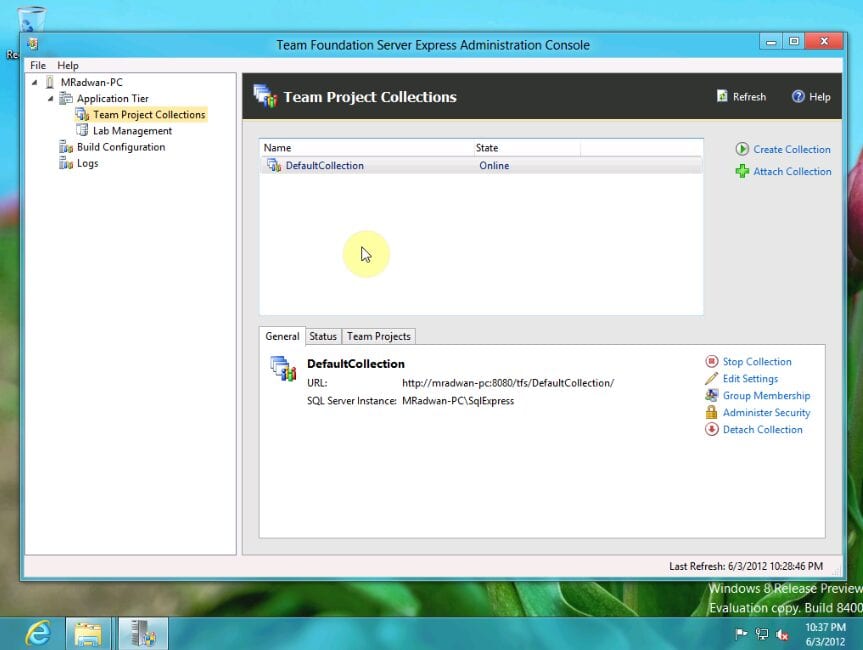 Team Foundation Server Express Administration Console
Re
File Help
MRadwan-PC
Application Tier
Team Project Collections
Lab Management
Build Configuration
Logs
Team Project Collections
Refresh
Help
Name State
DefaultCollection Online
Create Collection
Attach Collection
General Status Team Projects
DefaultCollection
URL: http://mradwan-pc:8080/tfs/DefaultCollection/
SQL Server Instance: MRadwan-PC\SqlExpress
Stop Collection
Edit Settings
Group Membership
Administer Security
Detach Collection
Last Refresh: 6/3/2012 10:28:46 PM
Windows 8 Release Preview
Evaluation copy. Build 8400
10:37 PM
6/3/2012